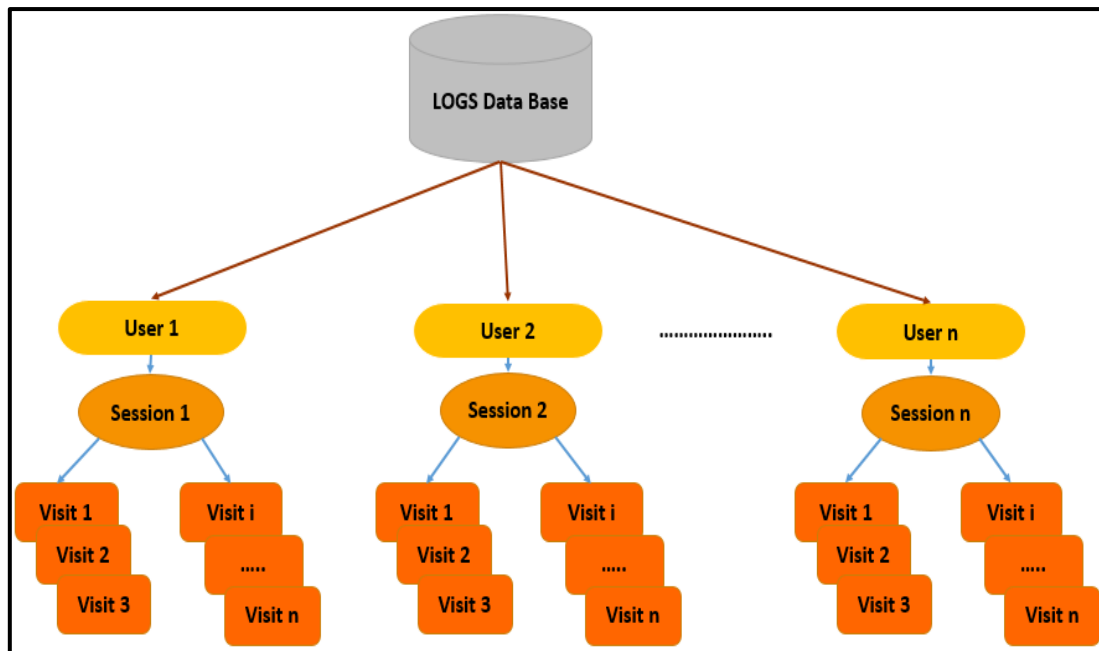 LOGS Data Base
User 1
User 2
........................
User n
Session 1
Session 2
Session n
Visit 1
Visit i
Visit 1
Visit i
Visit 1
Visit i
Visit 2
.....
Visit 2
.....
Visit 2
.....
Visit 3
Visit n
Visit 3
Visit n
Visit 3
Visit n